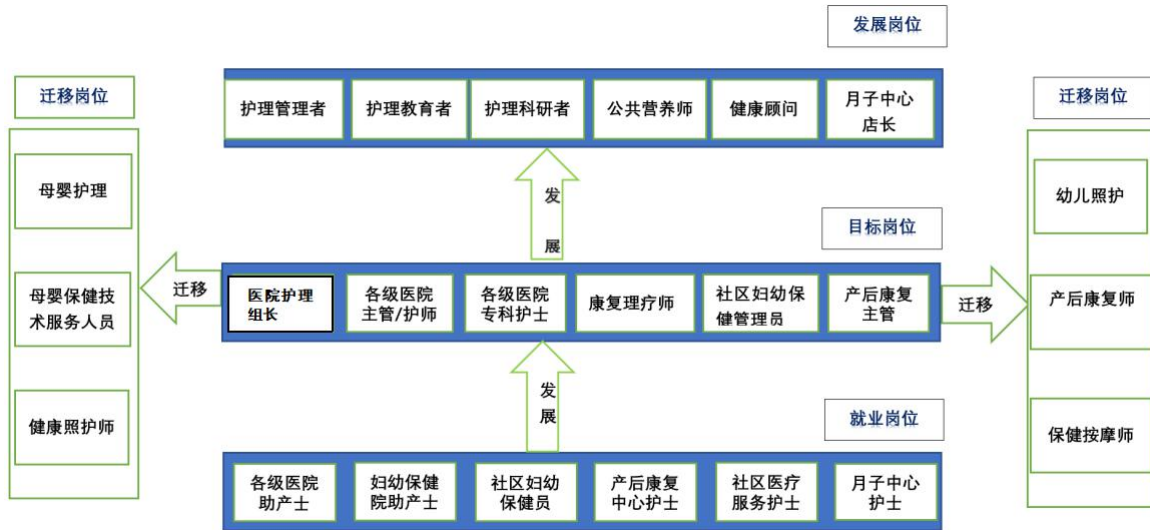 发展岗位
迁移岗位
护理管理者
护理教育者
护理科研者
公共营养师
健康顾问
月子中心
店长
迁移岗位
母婴护理
发
展
幼儿照护
目标岗位
母婴保健技
术服务人员
迁移
医院护理
组长
各级医院
主管/护师
各级医院
专科护士
康复理疗师
社区妇幼保
健管理员
产后康复
主管
迁移
产后康复师
发
展
健康照护师
就业岗位
保健按摩师
各级医院
助产士
妇幼保健
院助产士
社区妇幼
保健员
产后康复
中心护士
社区医疗
服务护士
月子中心
护士